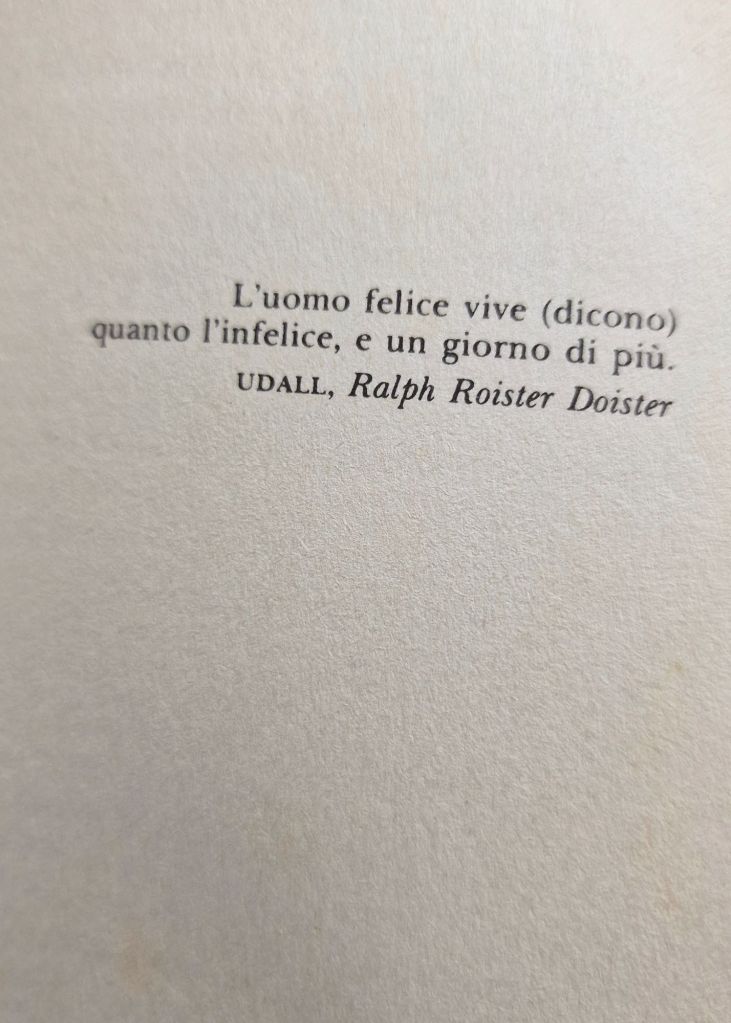 L'uomo felice vive (dicono)
quanto l'infelice, e un giorno di più.
UDALL, Ralph Roister Doister